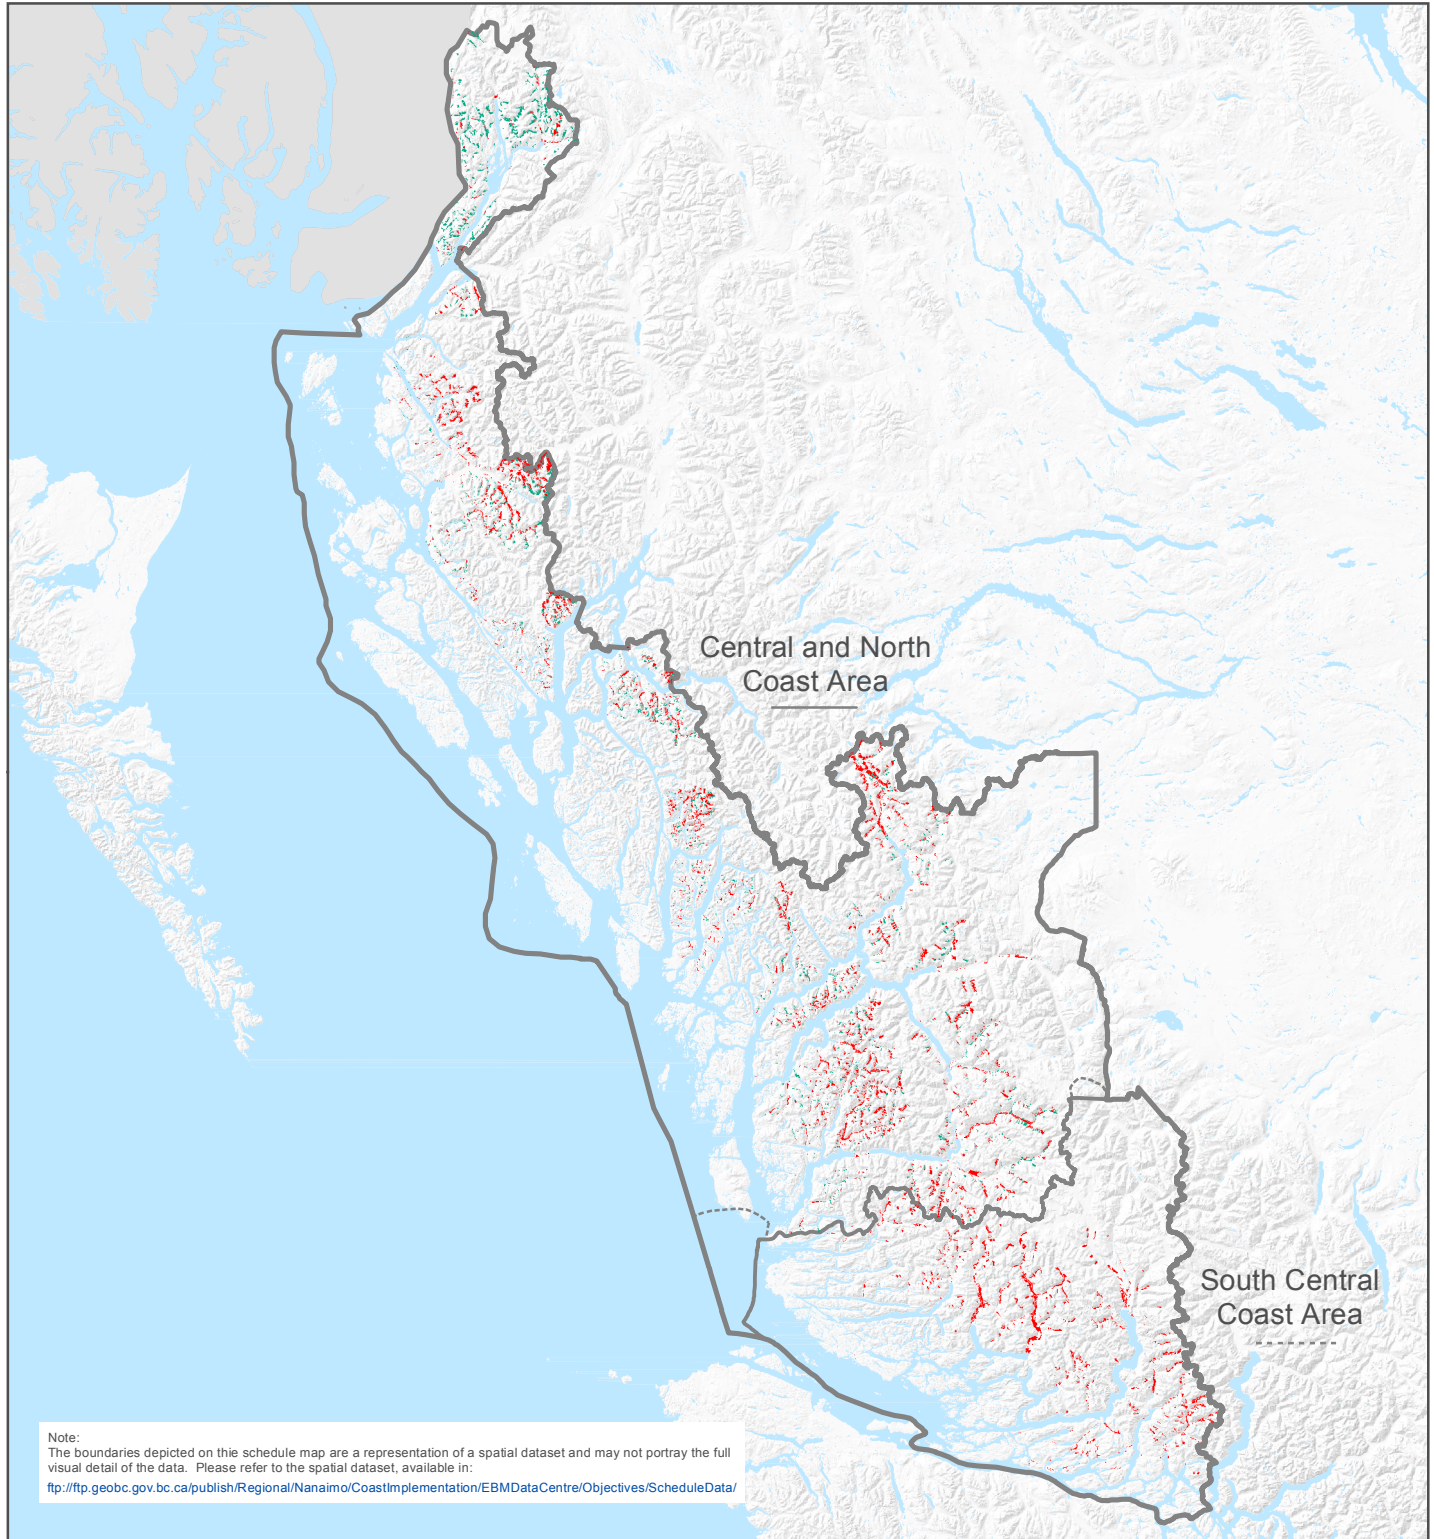 Central and North
Coast Area
South Central
Coast Area
Note:
The boundaries depicted on thie schedule map are a representation of a spatial dataset and may not portray the full
visual detail of the data. Please refer to the spatial dataset, available in:
ftp://ftp.geobc.gov.bc.ca/publish/Regional/Nanaimo/CoastImplementation/EBMDataCentre/Objectives/ScheduleData/